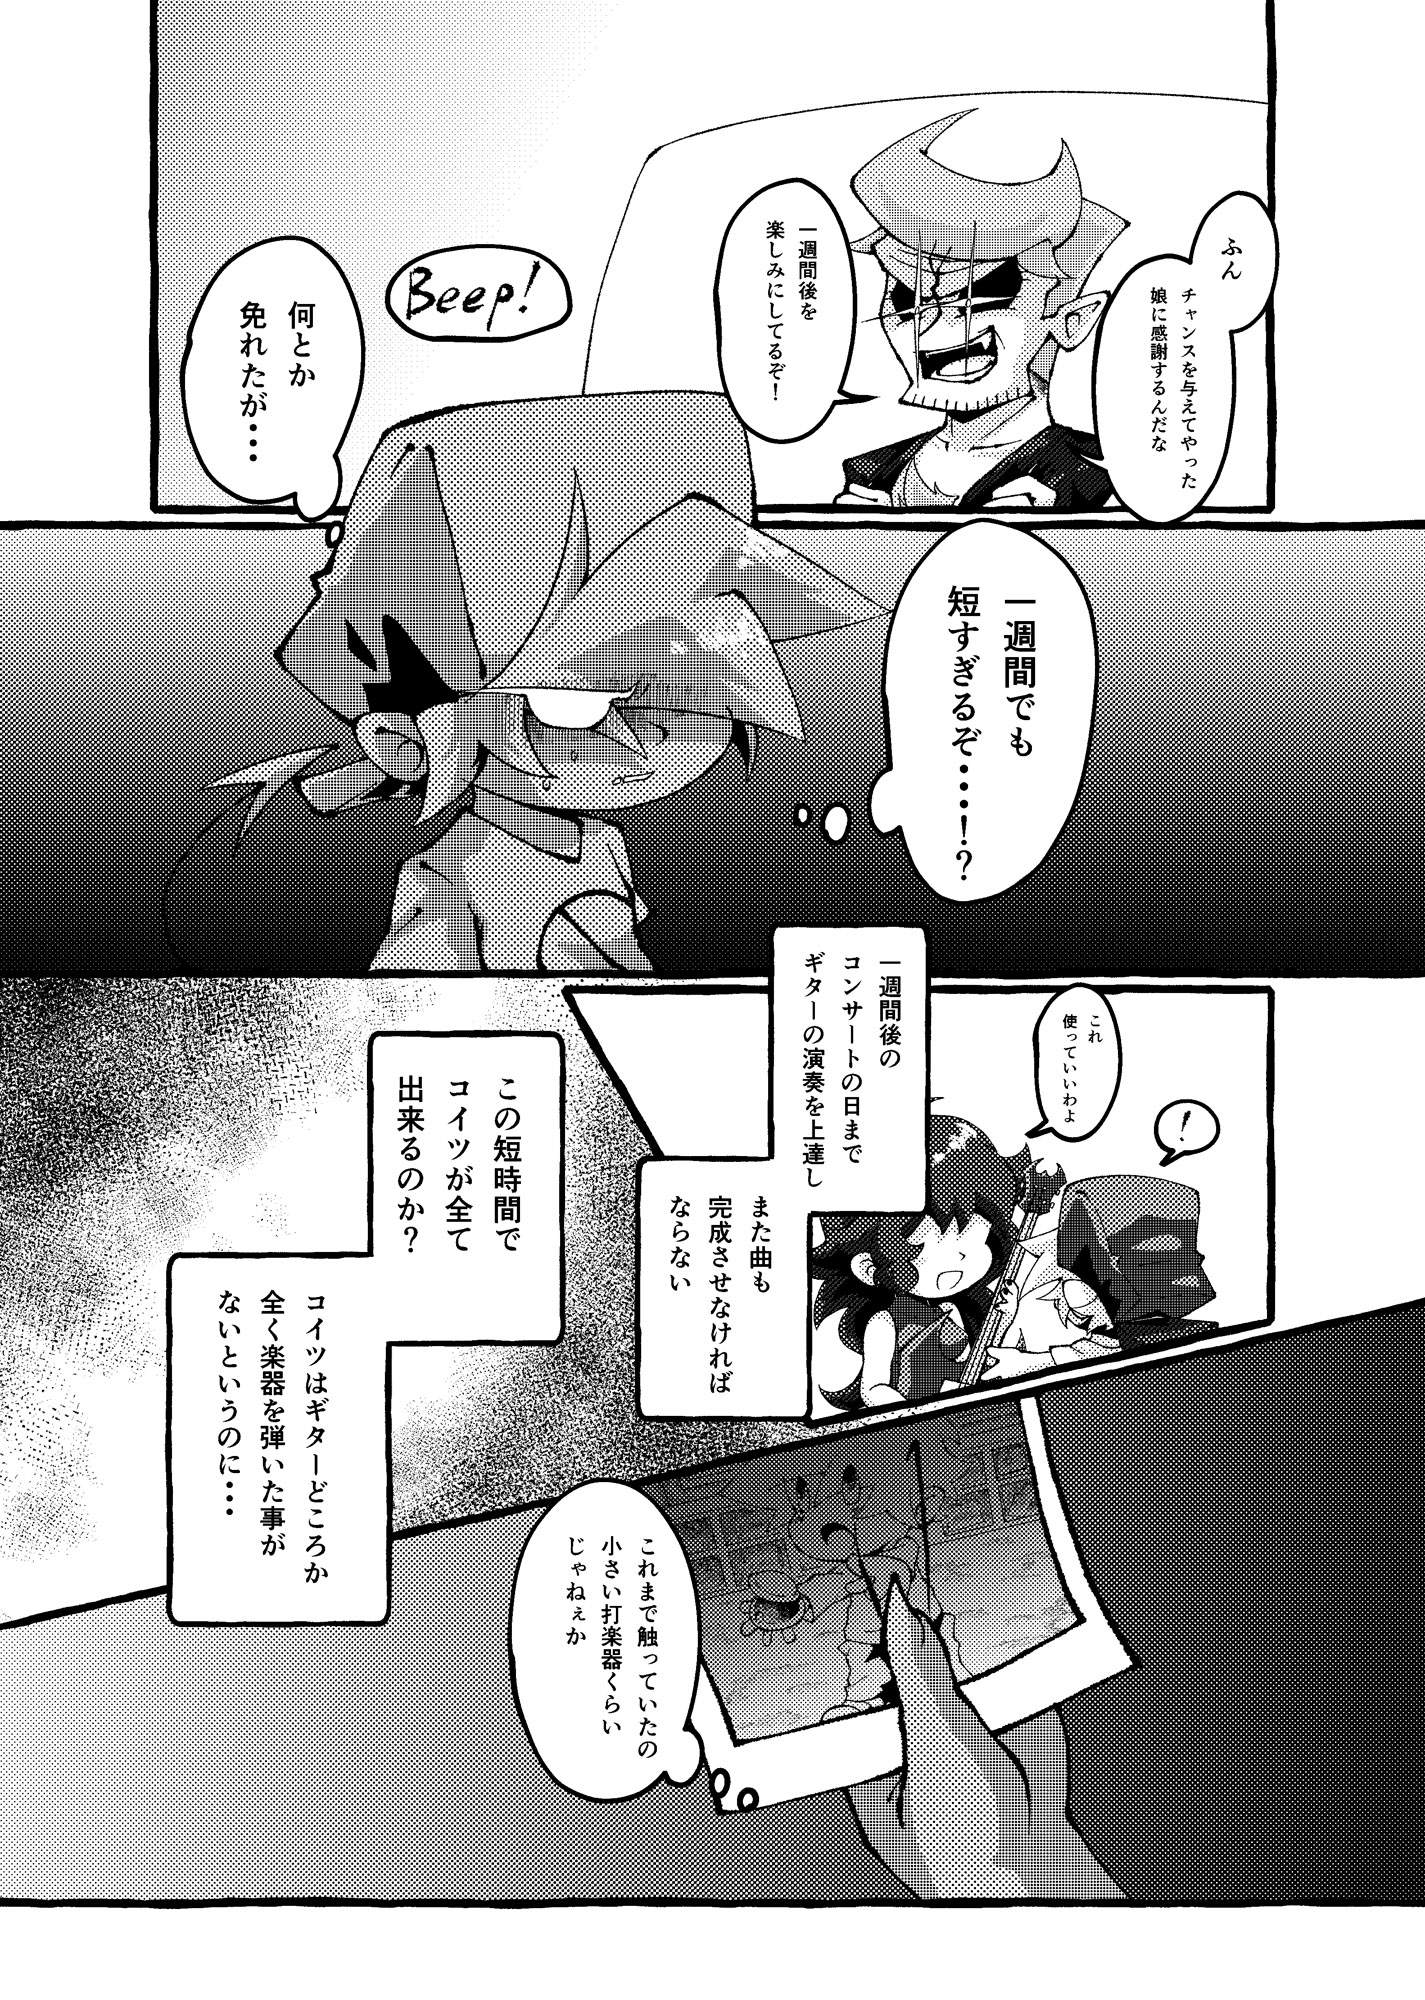 ふん
チャンスを与えてやった
娘に感謝するんだな
一週間後を
楽しみにしてるぞ！
Beep!
何とか
免れたが・・・
一週間でも
短すぎるぞ・・・・!?
！
これ
使っていいわよ
一週間後の
コンサートの日まで
ギターの演奏を上達し
また曲も
完成させなければ
ならない
この短時間で
コイツが全て
出来るのか？
コイツはギターどころか
全く楽器を弾いた事が
ないというのに・・・
これまで触っていたの
小さい打楽器くらい
じゃねぇか